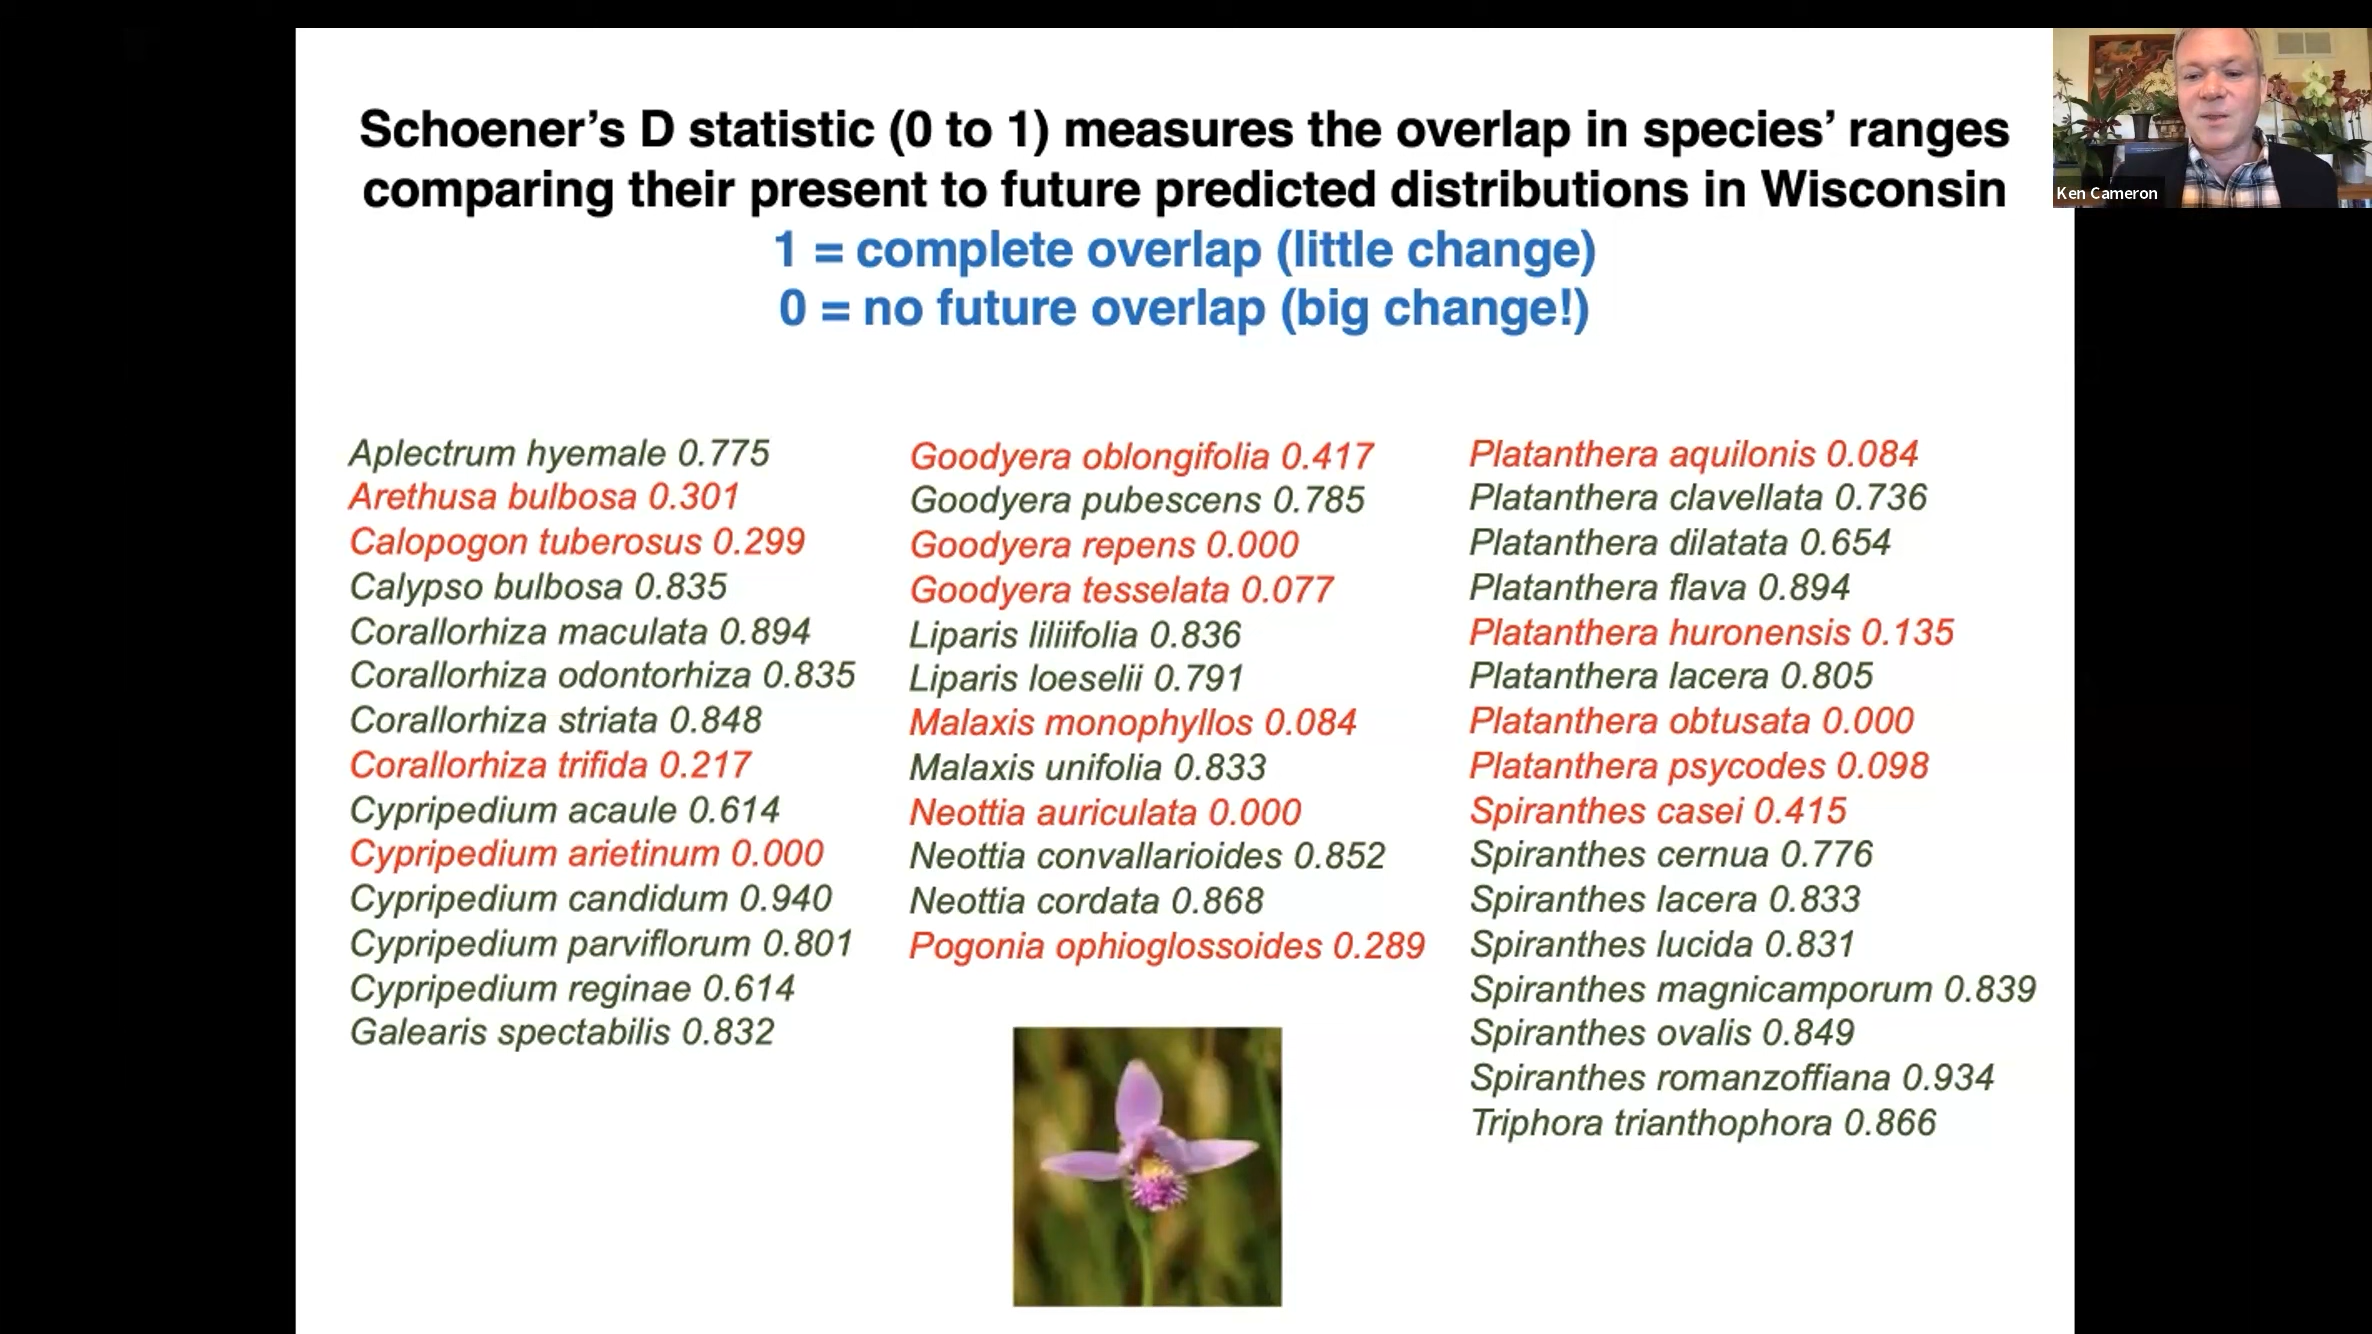 Schoener’s D statistic (0 to 1) measures the overlap in species’ ranges
comparing their present to future predicted distributions in Wisconsin
1 = complete overlap (little change)
0 = no future overlap (big change!)
Ken Cameron
Aplectrum hyemale 0.775
Arethusa bulbosa 0.301
Calopogon tuberosus 0.299
Calypso bulbosa 0.835
Corallorhiza maculata 0.894
Corallorhiza odontorhiza 0.835
Corallorhiza striata 0.848
Corallorhiza trifida 0.217
Cypripedium acaule 0.614
Cypripedium arietinum 0.000
Cypripedium candidum 0.940
Cypripedium parviflorum 0.801
Cypripedium reginae 0.614
Galearis spectabilis 0.832
Goodyera oblongifolia 0.417
Goodyera pubescens 0.785
Goodyera repens 0.000
Goodyera tesselata 0.077
Liparis liliifolia 0.836
Liparis loeselii 0.791
Malaxis monophyllos 0.084
Malaxis unifolia 0.833
Neottia auriculata 0.000
Neottia convallarioides 0.852
Neottia cordata 0.868
Pogonia ophioglossoides 0.289
Platanthera aquilonis 0.084
Platanthera clavellata 0.736
Platanthera dilatata 0.654
Platanthera flava 0.894
Platanthera huronensis 0.135
Platanthera lacera 0.805
Platanthera obtusata 0.000
Platanthera psycodes 0.098
Spiranthes casei 0.415
Spiranthes cernua 0.776
Spiranthes lacera 0.833
Spiranthes lucida 0.831
Spiranthes magnicamporum 0.839
Spiranthes ovalis 0.849
Spiranthes romanzoffiana 0.934
Triphora trianthophora 0.866